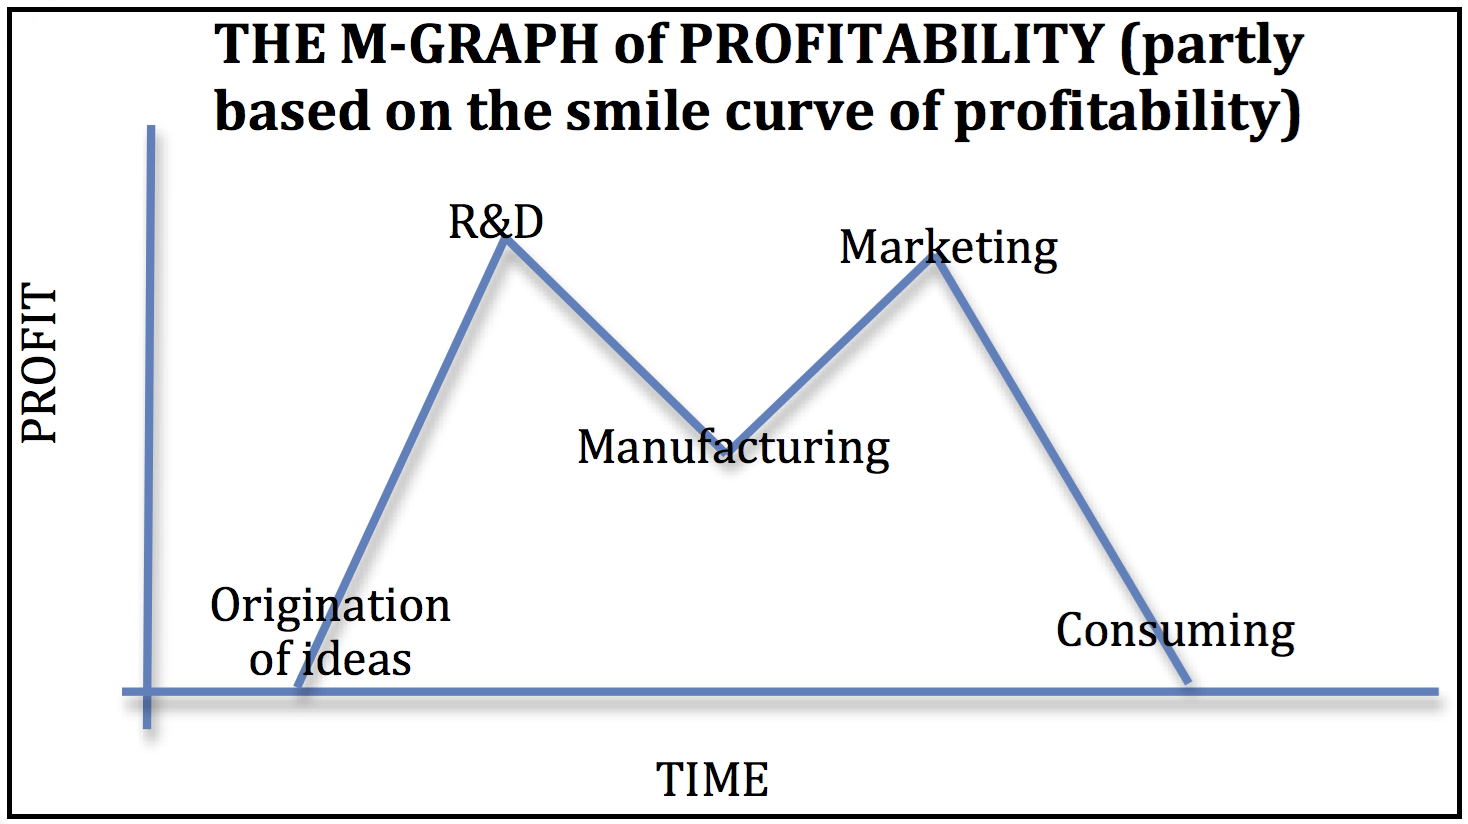 THE M-GRAPH of PROFITABILITY (partly
based on the smile curve of profitability)
PROFIT
R&D
Marketing
Manufacturing
Origination
of ideas
Consuming
TIME